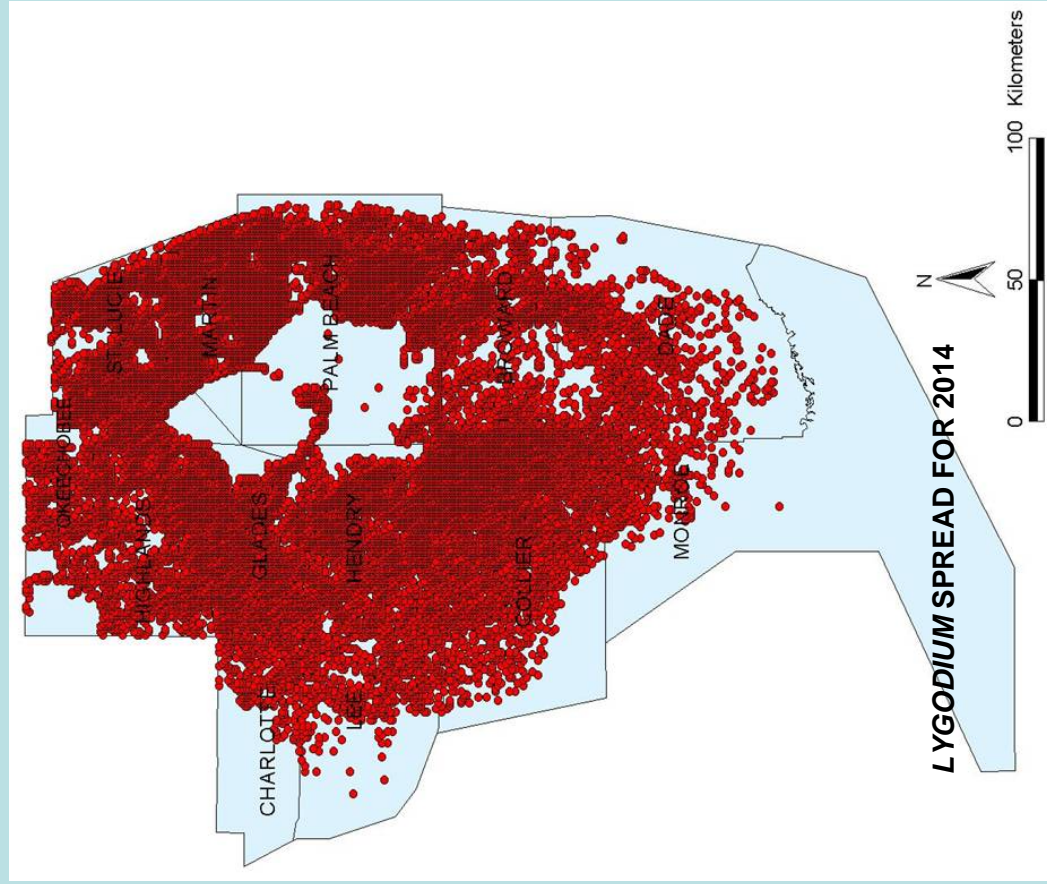 OKEECHOBEE
ST. LUCIE
HIGHLANDS
MARTIN
GLADES
CHARLOTTE
HENDRY
PALM BEACH
LEE
COLLIER
BROWARD
MONROE
DADE
LYGODIUM SPREAD FOR 2014
N
0 50 100 Kilometers